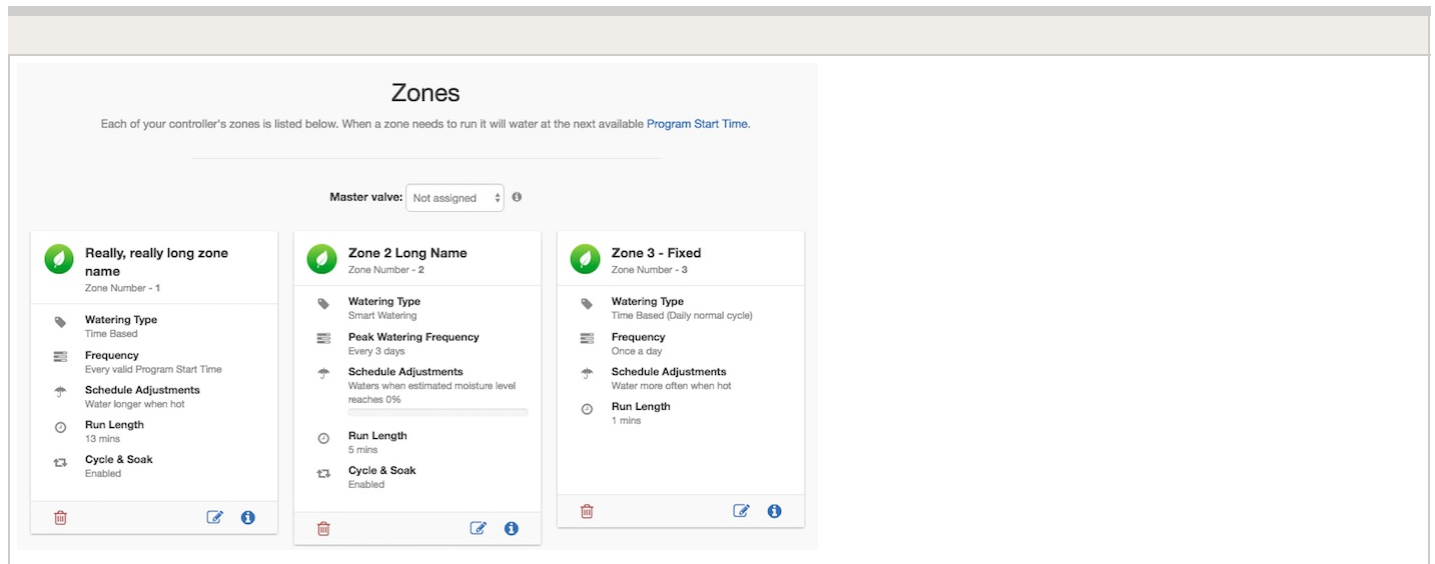 Zones
Each of your controller's zones is listed below. When a zone needs to run it will water at the next available Program Start Time.
Master valve: Not assigned
Really, really long zone
name
Zone Number - 1
Watering Type
Time Based
Frequency
Every valid Program Start Time
Schedule Adjustments
Water longer when hot
Run Length
13 mins
Cycle & Soak
Enabled
Zone 2 Long Name
Zone Number - 2
Watering Type
Smart Watering
Peak Watering Frequency
Every 3 days
Schedule Adjustments
Waters when estimated moisture level
reaches 0%
Run Length
5 mins
Cycle & Soak
Enabled
Zone 3 - Fixed
Zone Number - 3
Watering Type
Time Based (Daily normal cycle)
Frequency
Once a day
Schedule Adjustments
Water more often when hot
Run Length
1 mins